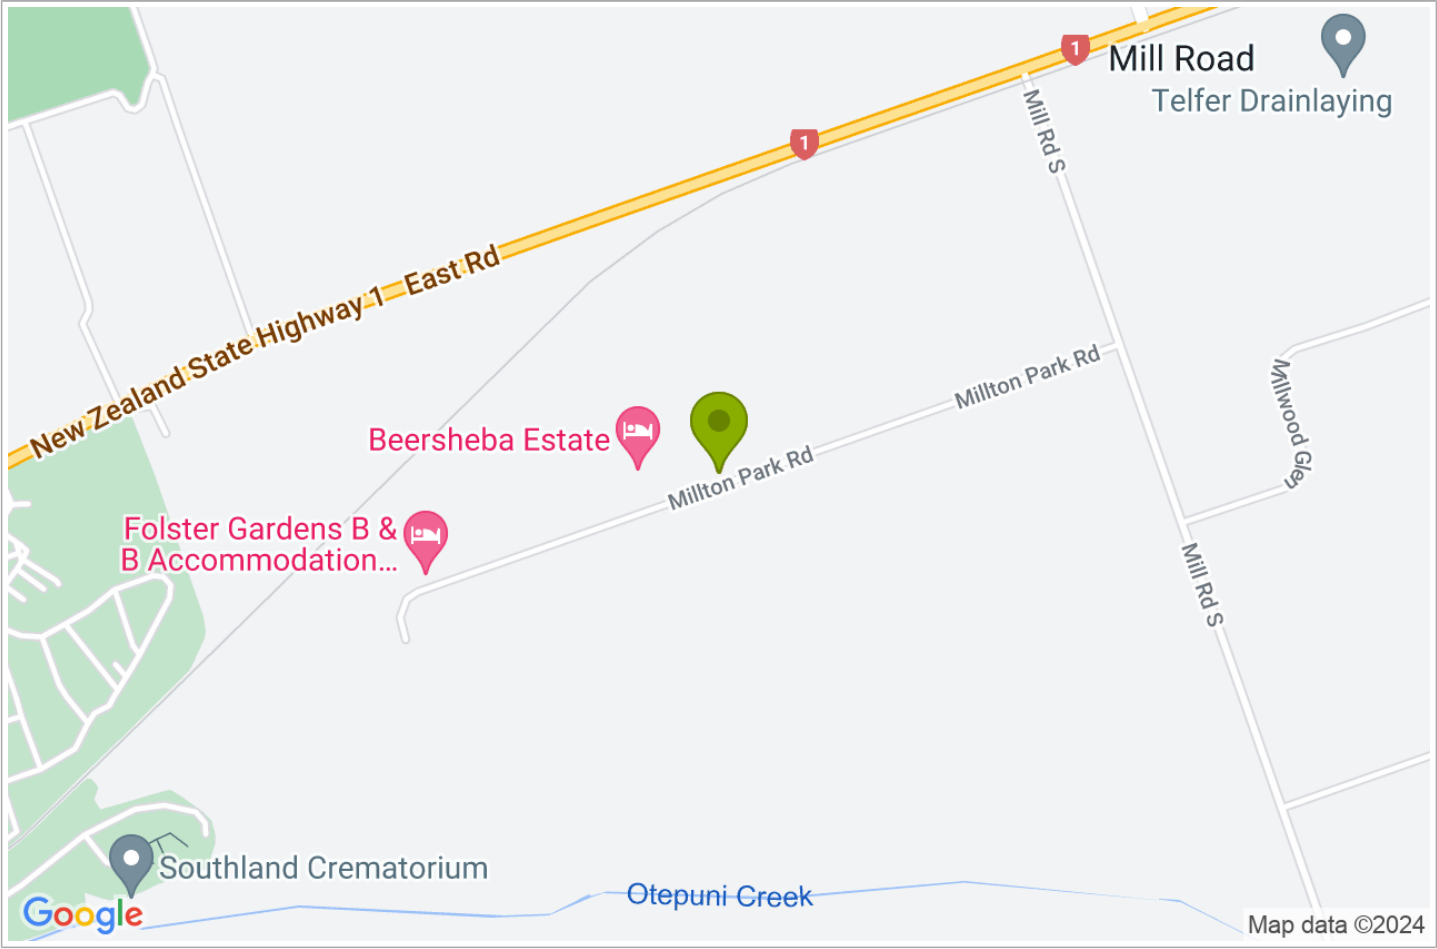 1
Mill Road
Telfer Drainlaying
1
Mill Rd S
New Zealand State Highway 1 East Rd
Millton Park Rd
Millwood Glen
Beersheba Estate
Millton Park Rd
Folster Gardens B &
B Accommodation...
Mill Rd S
Southland Crematorium
Otepuni Creek
Google
Map data ©2024